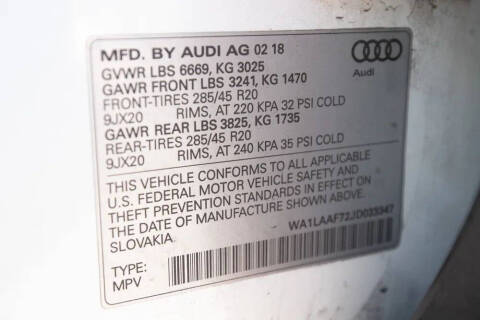 MFD. BY AUDI AG 02 18
GVWR LBS 6669, KG 3025
GAWR FRONT LBS 3241, KG 1470
FRONT-TIRES 285/45 R20
9JX20 RIMS, AT 220 KPA 32 PSI COLD
GAWR REAR LBS 3825, KG 1735
REAR-TIRES 285/45 R20
9JX20 RIMS, AT 240 KPA 35 PSI COLD
Audi
THIS VEHICLE CONFORMS TO ALL APPLICABLE
U.S. FEDERAL MOTOR VEHICLE SAFETY AND
THEFT PREVENTION STANDARDS IN EFFECT ON
THE DATE OF MANUFACTURE SHOWN ABOVE.
SLOVAKIA
WA1LAAF72JD033347
TYPE:
MPV